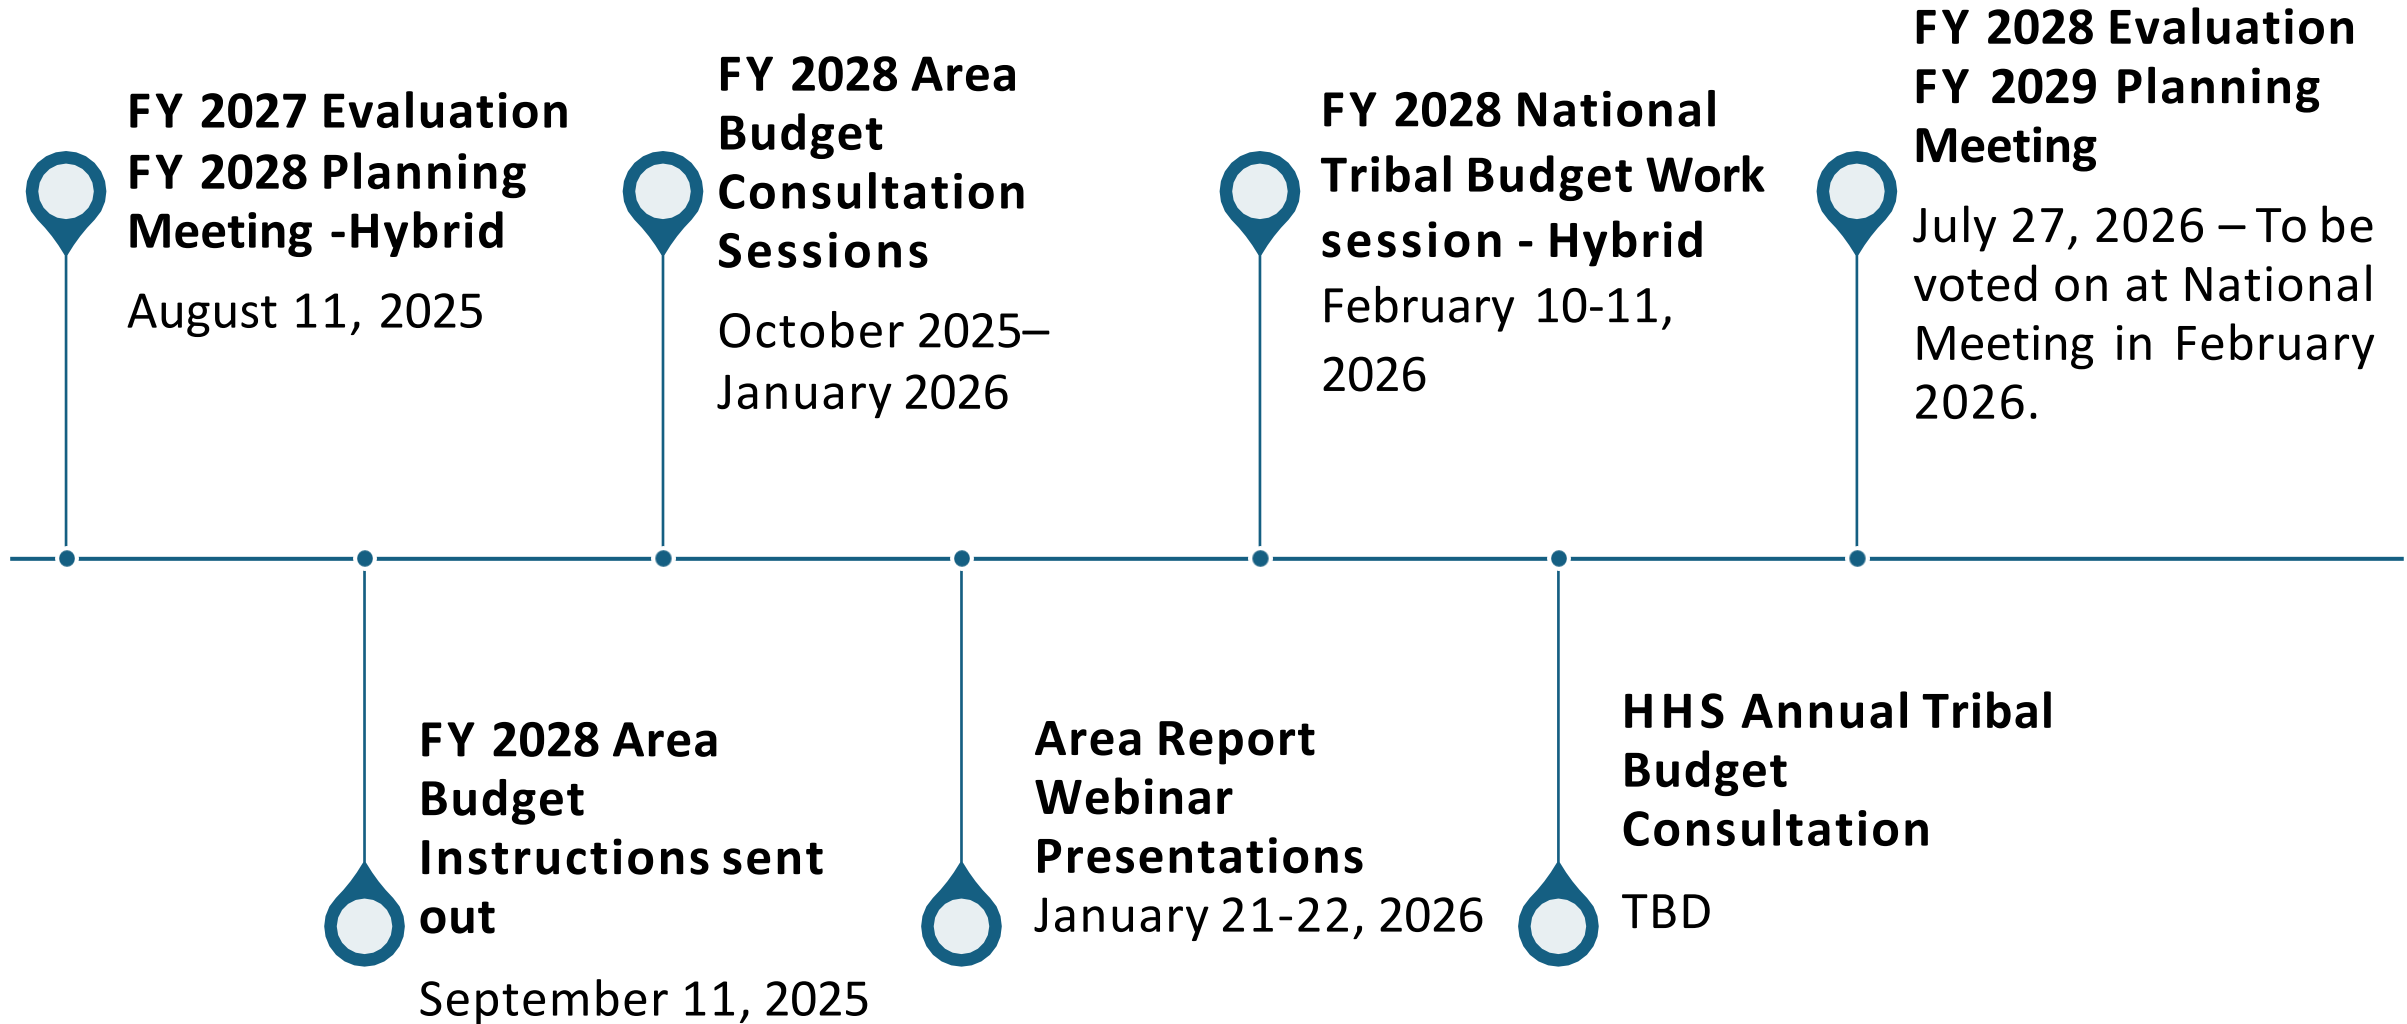 FY 2027 Evaluation
FY 2028 Planning
Meeting -Hybrid
August 11, 2025
FY 2028 Area
Budget
Instructions sent
out
September 11, 2025
FY 2028 Area
Budget
Consultation
Sessions
October 2025–
January 2026
Area Report
Webinar
Presentations
January 21-22, 2026
FY 2028 National
Tribal Budget Work
session - Hybrid
February 10-11,
2026
HHS Annual Tribal
Budget
Consultation
TBD
FY 2028 Evaluation
FY 2029 Planning
Meeting
July 27, 2026 – To be
voted on at National
Meeting in February
2026.